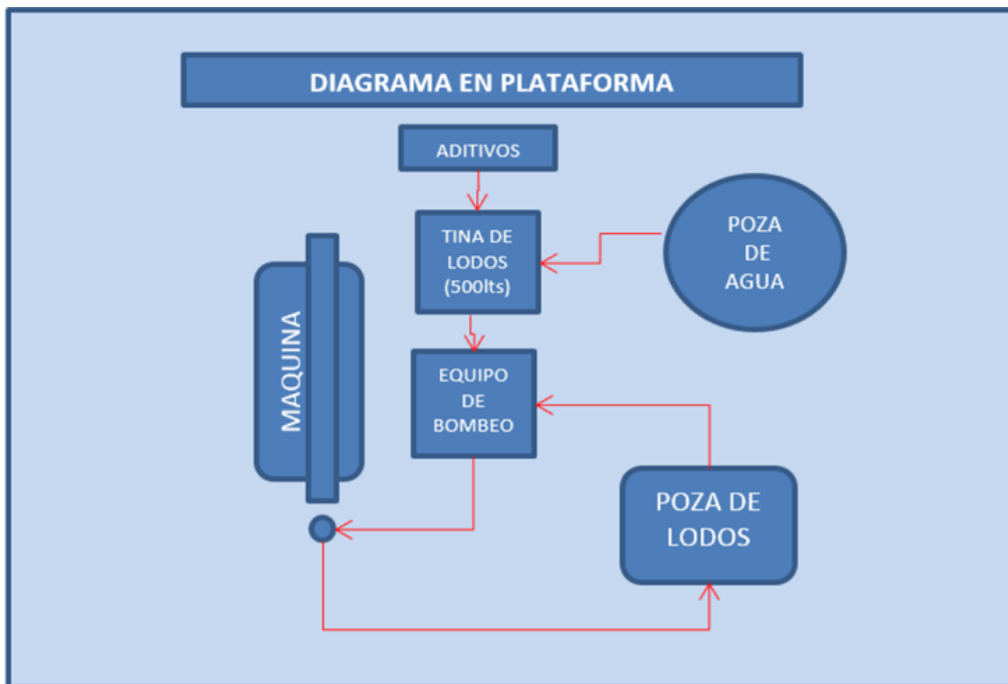 DIAGRAMA EN PLATAFORMA
ADITIVOS
TINA DE
LODOS
(500lts)
POZA
DE
AGUA
MAQUINA
EQUIPO
DE
BOMBEO
POZA DE
LODOS